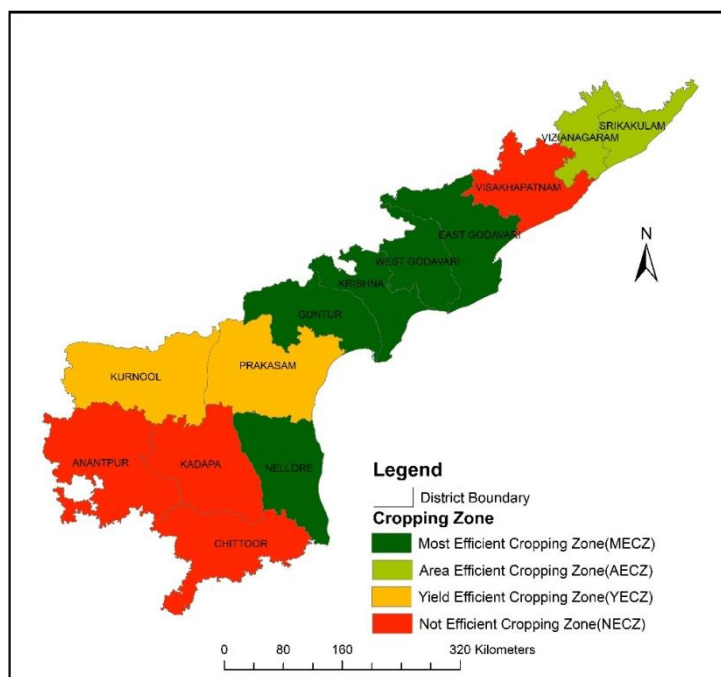 SRIKAKULAM
VIZIANAGARAM
VISAKHAPATNAM
EAST GODAVARI
N
WEST GODAVARI
KRISHNA
GUNTUR
PRAKASAM
KURNOOL
ANANTPUR
KADAPA
NELLORE
CHITTOOR
Legend
District Boundary
Cropping Zone
Most Efficient Cropping Zone(MECZ)
Area Efficient Cropping Zone(AECZ)
Yield Efficient Cropping Zone(YECZ)
Not Efficient Cropping Zone(NECZ)
0 80 160 320 Kilometers